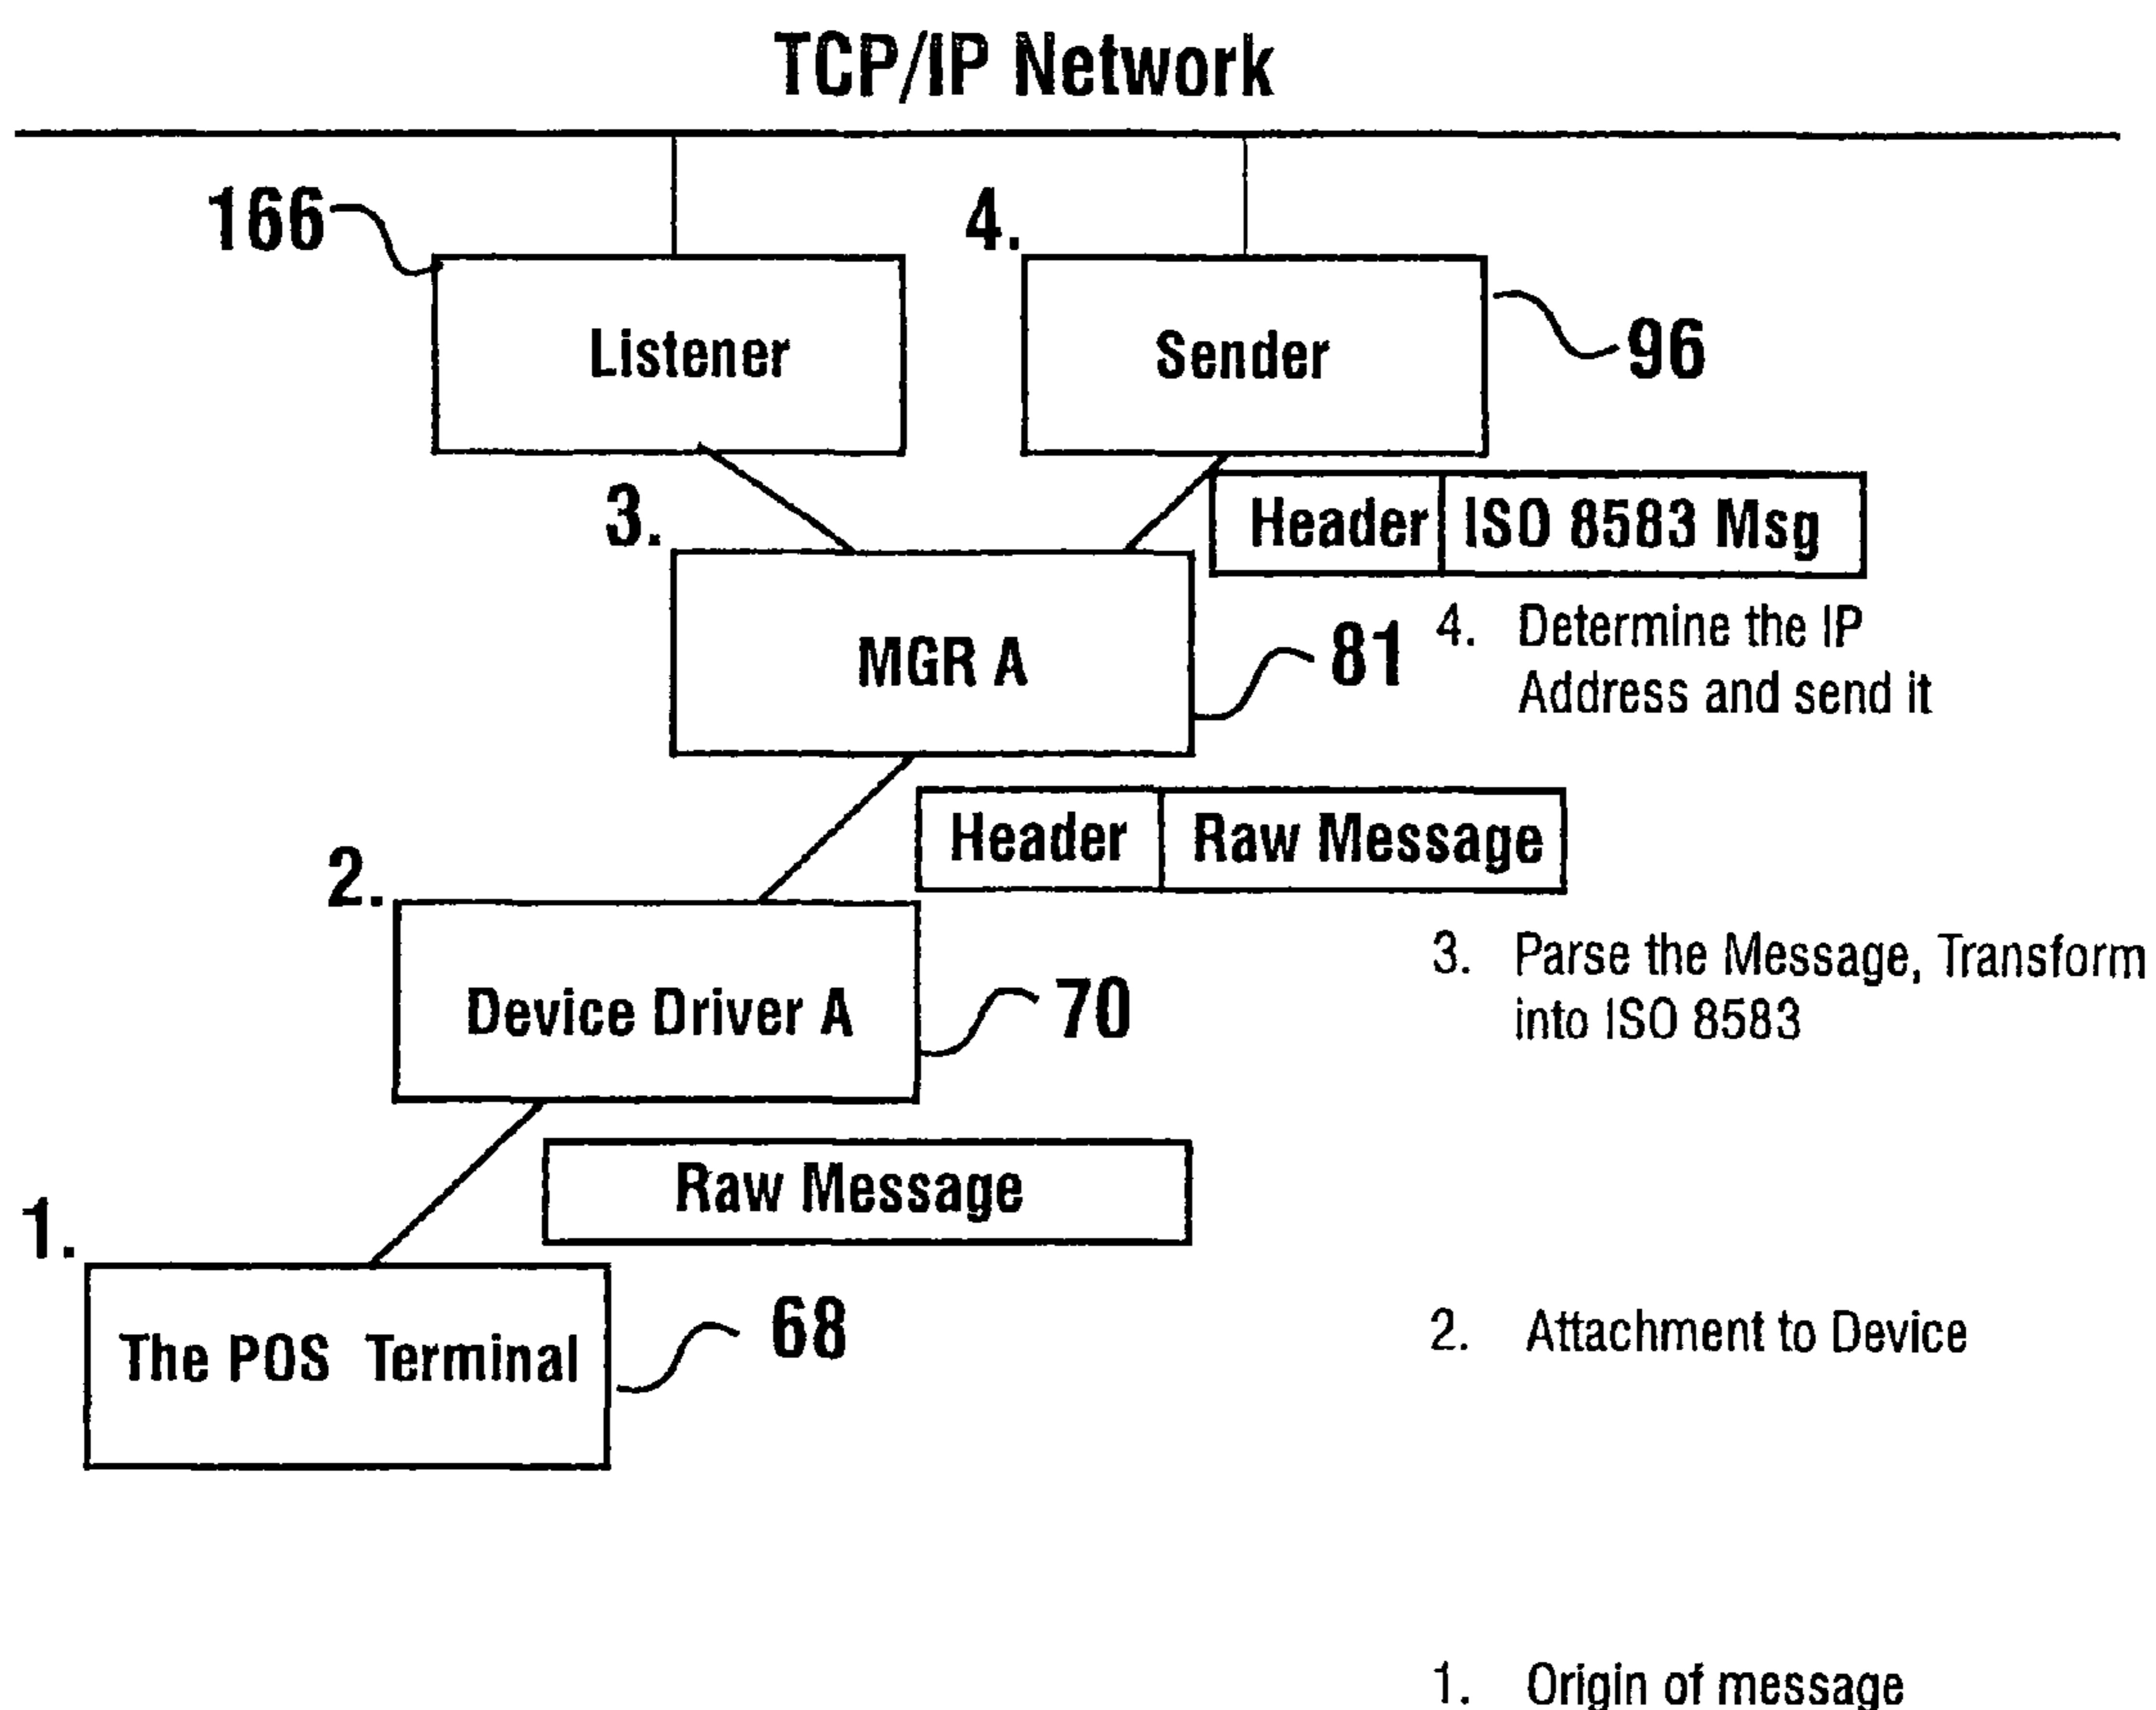 TCP/IP Network
166
4.
Listener
Sender
96
3.
Header ISO 8583 Msg
MGR A
81
4. Determine the IP
Address and send it
Header Raw Message
2.
Device Driver A
70
3. Parse the Message, Transform
into ISO 8583
Raw Message
1.
The POS Terminal
68
2. Attachment to Device
1. Origin of message